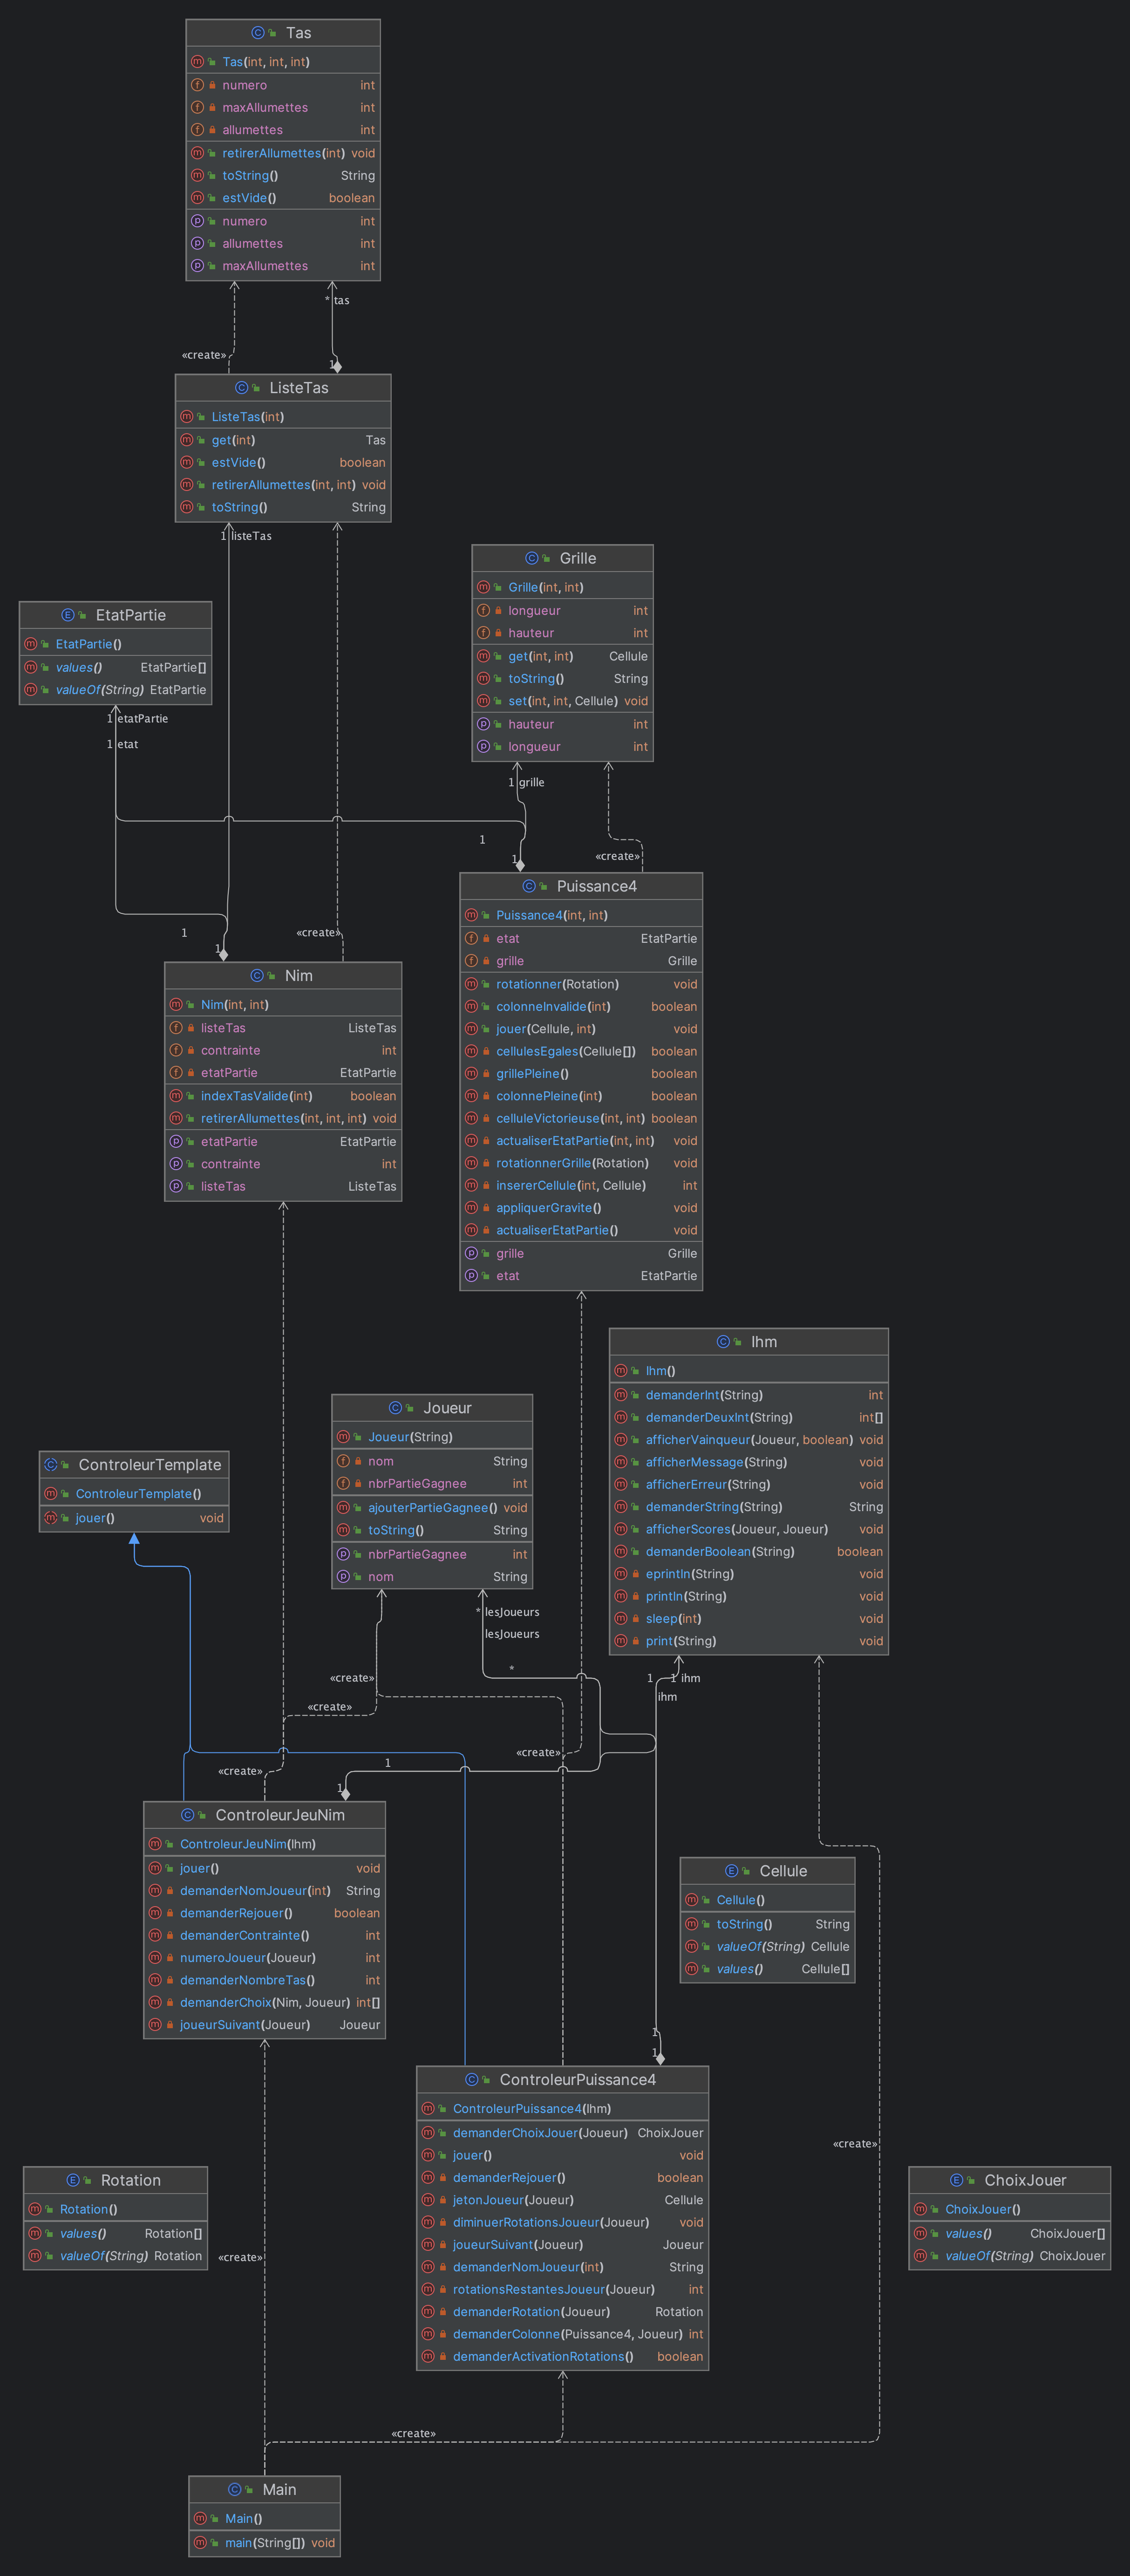 Tas
Tas(int, int, int)
numero int
maxAllumettes int
allumettes int
retirerAllumettes(int) void
toString() String
estVide() boolean
numero int
allumettes int
maxAllumettes int
* tas
«create»
1
ListeTas
ListeTas(int)
get(int) Tas
estVide() boolean
retirerAllumettes(int, int) void
toString() String
1 listeTas
Grille
Grille(int, int)
longueur int
hauteur int
get(int, int) Cellule
toString() String
set(int, int, Cellule) void
hauteur int
longueur int
EtatPartie
EtatPartie()
values() EtatPartie[]
valueOf(String) EtatPartie
1 etatPartie
1 etat
1 grille
1
1
«create»
Puissance4
Puissance4(int, int)
etat EtatPartie
grille Grille
rotationner(Rotation) void
colonneInvalide(int) boolean
jouer(Cellule, int) void
cellulesEgales(Cellule[]) boolean
grillePleine() boolean
colonnePleine(int) boolean
celluleVictorieuse(int, int) boolean
actualiserEtatPartie(int, int) void
rotationnerGrille(Rotation) void
insererCellule(int, Cellule) int
appliquerGravite() void
actualiserEtatPartie() void
grille Grille
etat EtatPartie
1
1
«create»
Nim
Nim(int, int)
listeTas ListeTas
contrainte int
etatPartie EtatPartie
indexTasValide(int) boolean
retirerAllumettes(int, int, int) void
etatPartie EtatPartie
contrainte int
listeTas ListeTas
Ihm
Ihm()
demanderInt(String) int
demanderDeuxInt(String) int[]
afficherVainqueur(Joueur, boolean) void
afficherMessage(String) void
afficherErreur(String) void
demanderString(String) String
afficherScores(Joueur, Joueur) void
demanderBoolean(String) boolean
eprintln(String) void
println(String) void
sleep(int) void
print(String) void
Joueur
Joueur(String)
nom String
nbrPartieGagnee int
ajouterPartieGagnee() void
toString() String
nbrPartieGagnee int
nom String
ControleurTemplate
ControleurTemplate()
jouer() void
* lesJoueurs
lesJoueurs
*
1
1 ihm
ihm
«create»
«create»
«create»
«create»
1
1
ControleurJeuNim
ControleurJeuNim(Ihm)
jouer() void
demanderNomJoueur(int) String
demanderRejouer() boolean
demanderContrainte() int
numeroJoueur(Joueur) int
demanderNombreTas() int
demanderChoix(Nim, Joueur) int[]
joueurSuivant(Joueur) Joueur
Cellule
Cellule()
toString() String
valueOf(String) Cellule
values() Cellule[]
1
1
ControleurPuissance4
ControleurPuissance4(Ihm)
demanderChoixJouer(Joueur) ChoixJouer
jouer() void
demanderRejouer() boolean
jetonJoueur(Joueur) Cellule
diminuerRotationsJoueur(Joueur) void
joueurSuivant(Joueur) Joueur
demanderNomJoueur(int) String
rotationsRestantesJoueur(Joueur) int
demanderRotation(Joueur) Rotation
demanderColonne(Puissance4, Joueur) int
demanderActivationRotations() boolean
«create»
Rotation
Rotation()
values() Rotation[]
valueOf(String) Rotation
«create»
ChoixJouer
ChoixJouer()
values() ChoixJouer[]
valueOf(String) ChoixJouer
«create»
Main
Main()
main(String[]) void